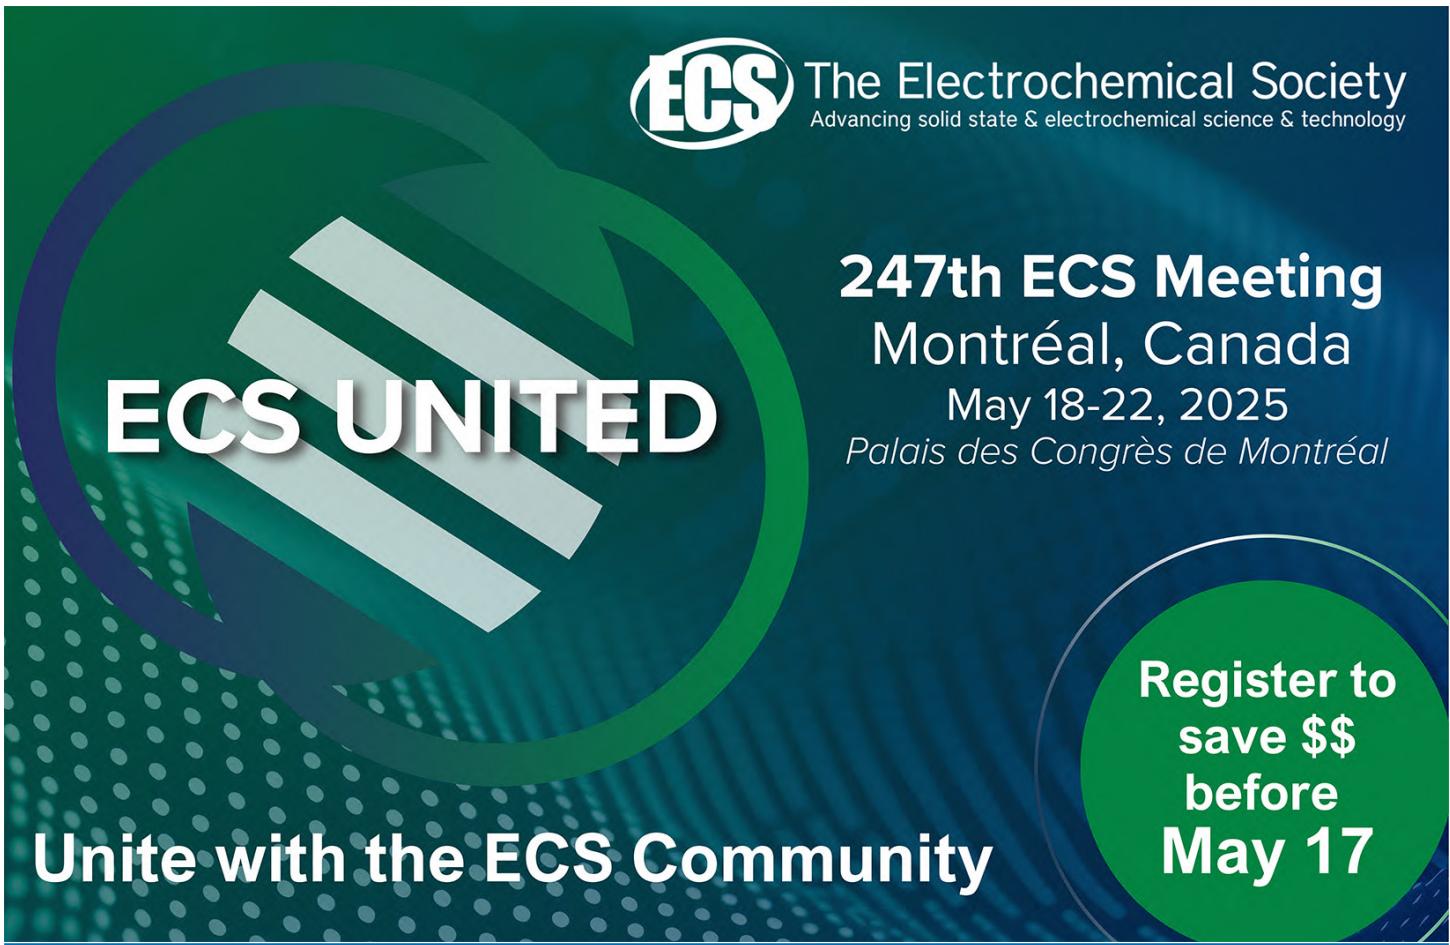 ECS The Electrochemical Society
Advancing solid state & electrochemical science & technology
247th ECS Meeting
Montréal, Canada
May 18-22, 2025
Palais des Congrès de Montréal
ECS UNITED
Register to
save $$
before
May 17
Unite with the ECS Community